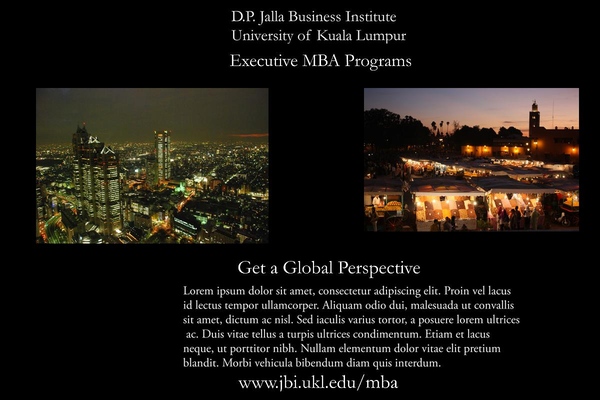 D.P. Jalla Business Institute
University of Kuala Lumpur
Executive MBA Programs
Get a Global Perspective
Lorem ipsum dolor sit amet, consectetur adipiscing elit. Proin vel lacus
id lectus tempor ullamcorper. Aliquam odio dui, malesuada ut convallis
sit amet, dictum ac nisl. Sed iaculis varius tortor, a posuere lorem ultrices
ac. Duis vitae tellus a turpis ultrices condimentum. Etiam et lacus
neque, ut porttitor nibh. Nullam elementum dolor vitae elit pretium
blandit. Morbi vehicula bibendum diam quis interdum.
www.jbi.ukl.edu/mba